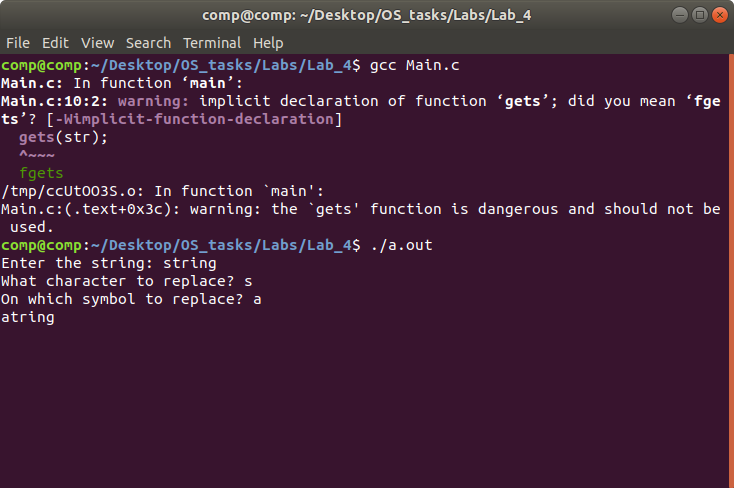 comp@comp: ~/Desktop/OS_tasks/Labs/Lab_4
File Edit View Search Terminal Help
comp@comp:~/Desktop/OS_tasks/Labs/Lab_4$ gcc Main.c
Main.c: In function ‘main’:
Main.c:10:2: warning: implicit declaration of function ‘gets’; did you mean ‘fge
ts’? [-Wimplicit-function-declaration]
  gets(str);
  ^~~~
  fgets
/tmp/ccUtOO3S.o: In function `main':
Main.c:(.text+0x3c): warning: the `gets' function is dangerous and should not be
 used.
comp@comp:~/Desktop/OS_tasks/Labs/Lab_4$ ./a.out
Enter the string: string
What character to replace? s
On which symbol to replace? a
atring